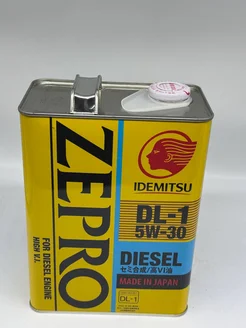 IDEMITSU
ZEPRO
FOR DIESEL ENGINE
HIGH V.I.
DL-1
5W-30
DIESEL
セミ合成/高VI油
MADE IN JAPAN
DL-1